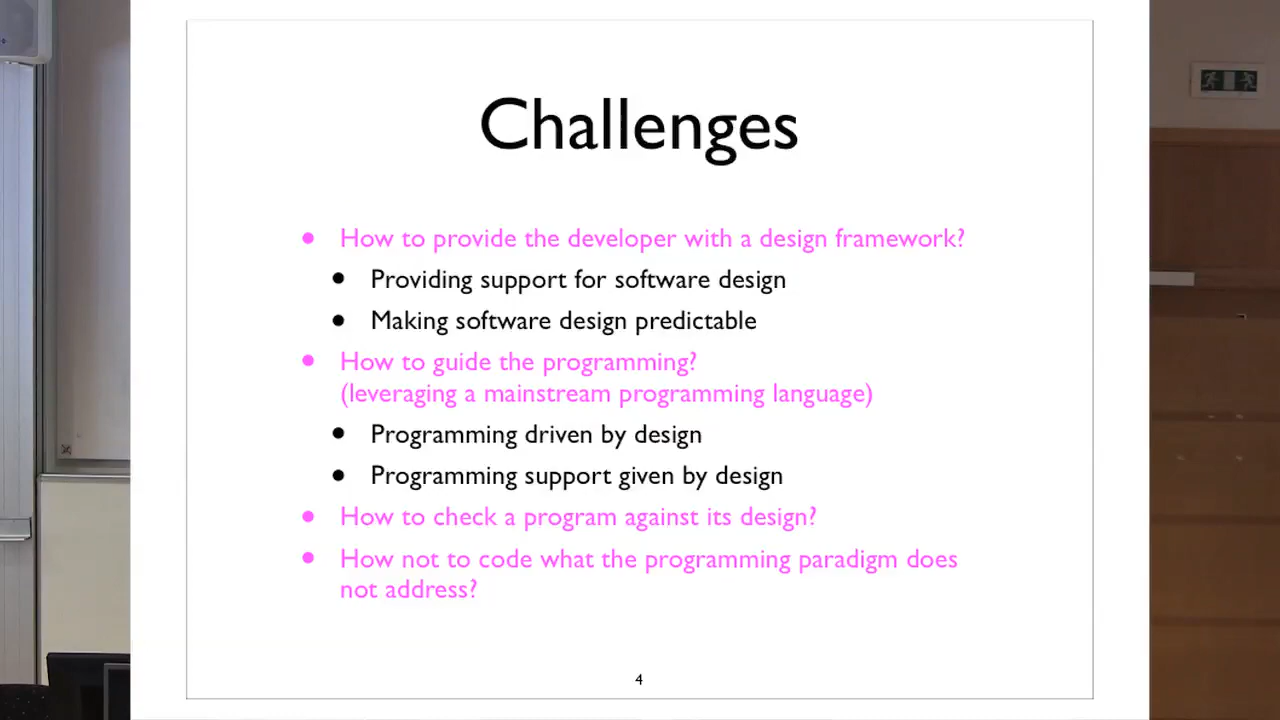 Challenges
• How to provide the developer with a design framework?
• Providing support for software design
• Making software design predictable
• How to guide the programming?
(leveraging a mainstream programming language)
• Programming driven by design
• Programming support given by design
• How to check a program against its design?
• How not to code what the programming paradigm does
not address?
4